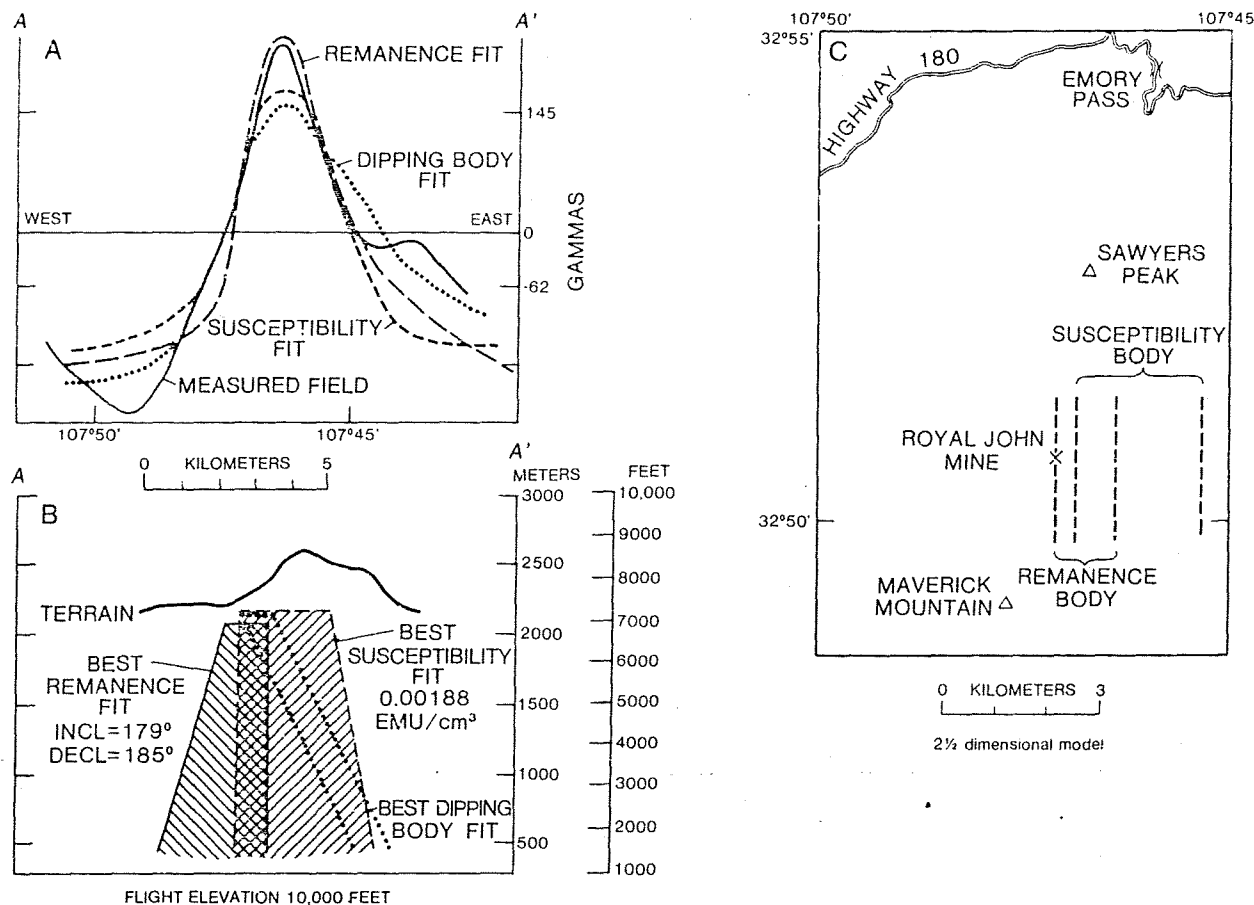 A
A'
A
REMANENCE FIT
145
DIPPING BODY
FIT
WEST
EAST
0
GAMMAS
-62
SUSCEPTIBILITY
FIT
MEASURED FIELD
107°50'
107°45'
A
0 KILOMETERS 5
A'
METERS
FEET
B
3000
10,000
9000
2500
8000
TERRAIN
7000
2000
BEST
REMANENCE
FIT
INCL=179°
DECL=185°
BEST
SUSCEPTIBILITY
FIT
0.00188
EMU/cm³
6000
1500
5000
4000
1000
3000
BEST DIPPING
BODY FIT
2000
500
1000
FLIGHT ELEVATION 10,000 FEET
107°50'
107°45
32°55'
C
180
HIGHWAY
EMORY
PASS
SAWYERS
PEAK
SUSCEPTIBILITY
BODY
ROYAL JOHN
MINE
32°50'
REMANENCE
BODY
MAVERICK
MOUNTAIN
0 KILOMETERS 3
2½ dimensional model